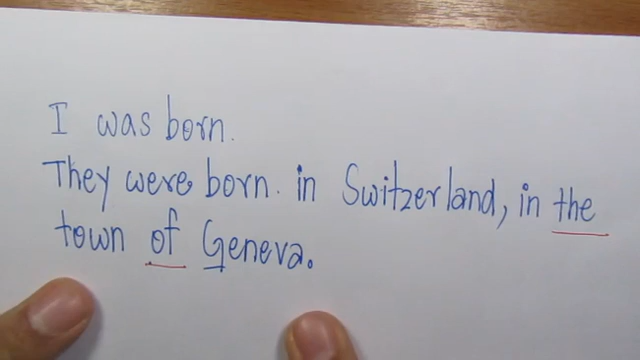 I was born.
They were born. in Switzerland, in the
town of Geneva.